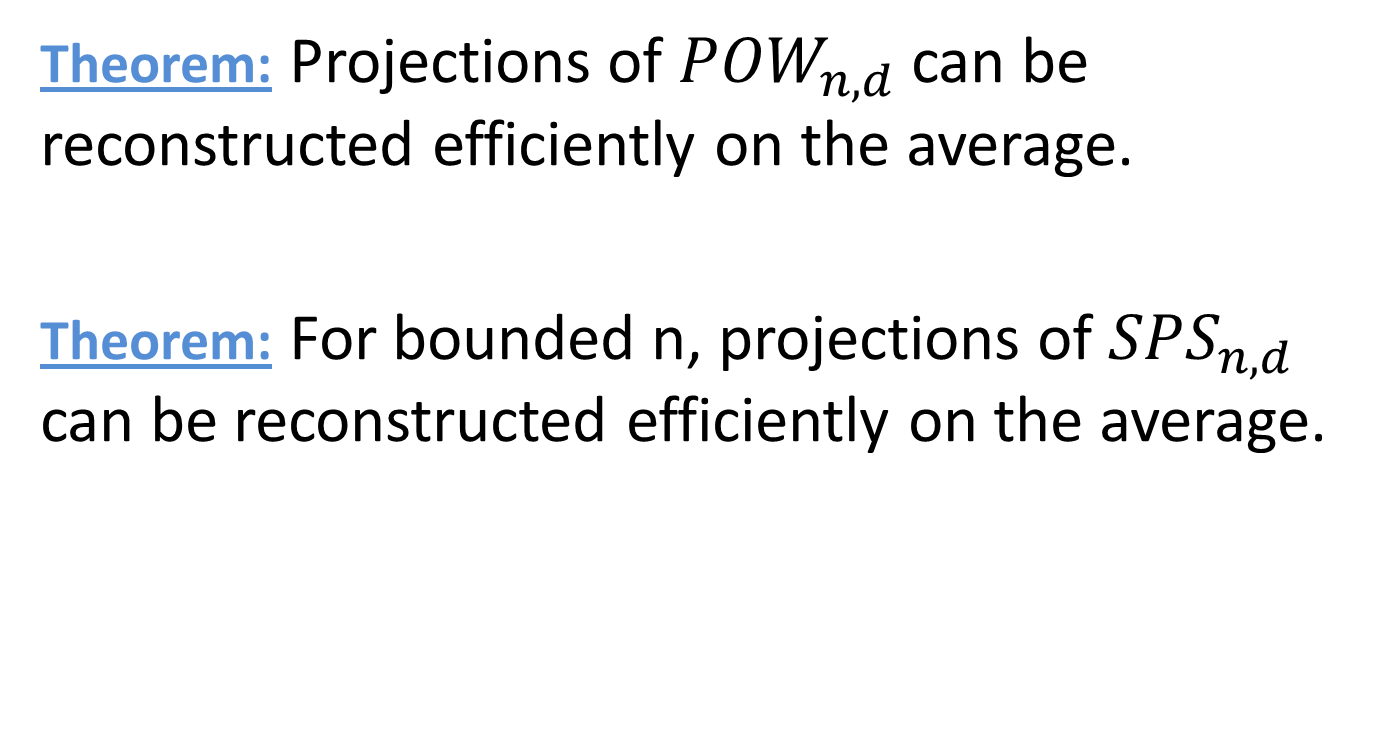 Theorem: Projections of $POW_{n,d}$ can be
reconstructed efficiently on the average.
Theorem: For bounded n, projections of $SPS_{n,d}$
can be reconstructed efficiently on the average.